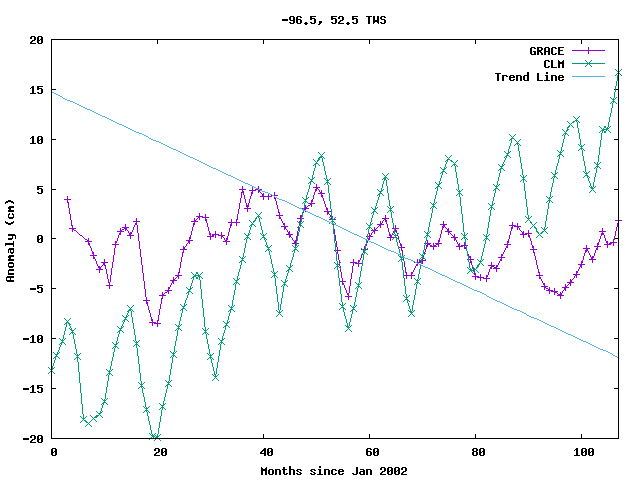 -96.5, 52.5 TWS
20
15
10
5
0
-5
-10
-15
-20
Anomaly (cm)
GRACE
CLM
Trend Line
0 20 40 60 80 100
Months since Jan 2002